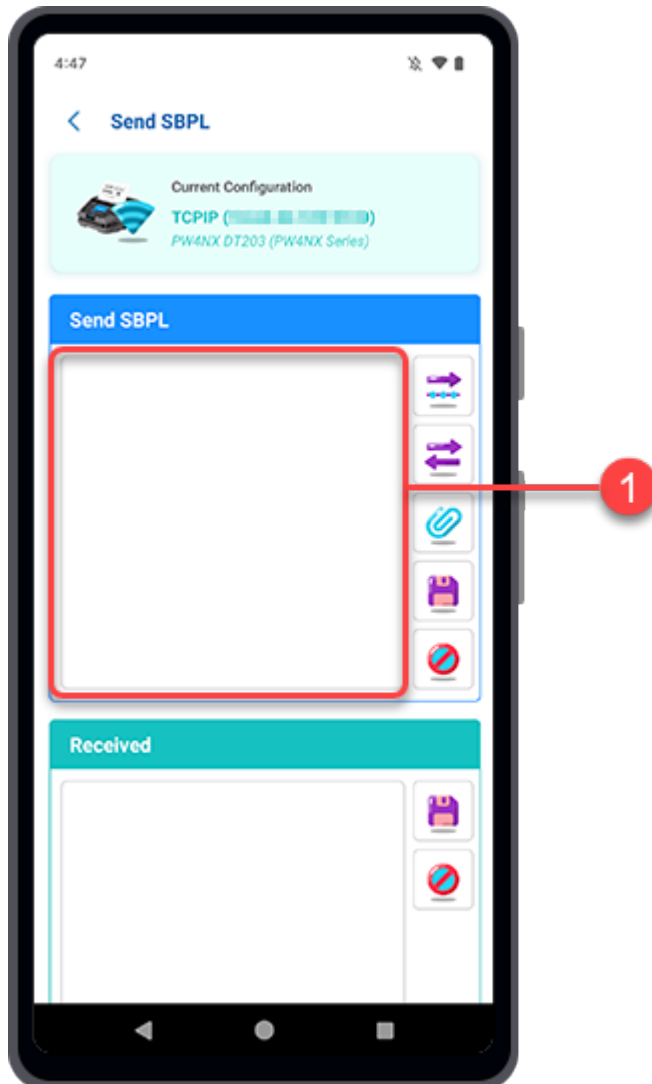 4:47
Send SBPL
Current Configuration
TCPIP (
PW4NX DT203 (PW4NX Series)
Send SBPL
1
Received